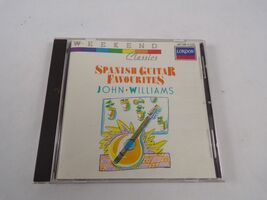 WEEKEND
Classics
LONDON
SPANISH GUITAR
FAVOURITES
JOHN·WILLIAMS